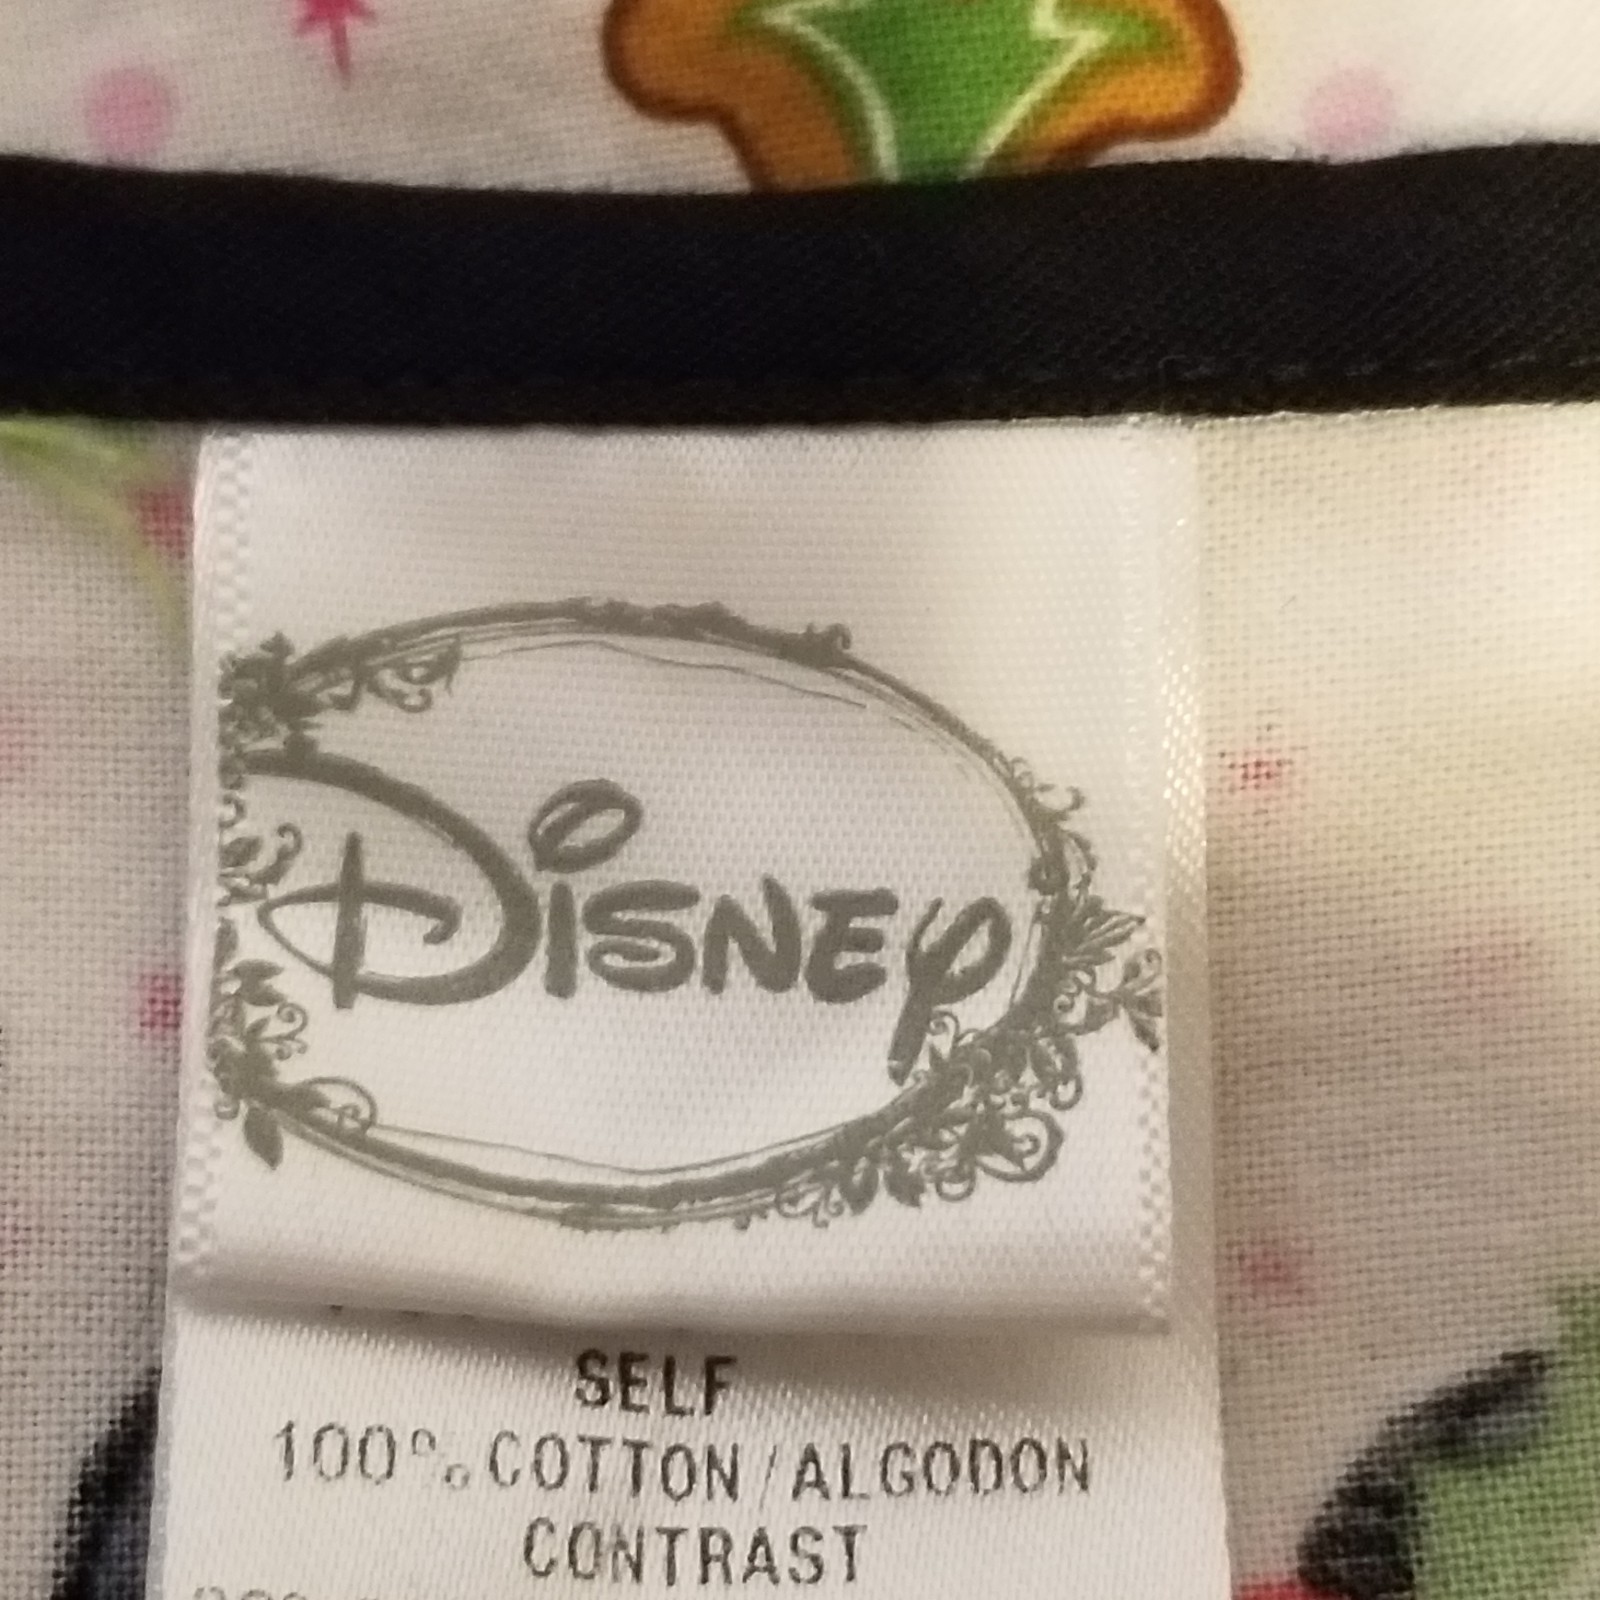 Disney
SELF
100% COTTON / ALGODON
CONTRAST